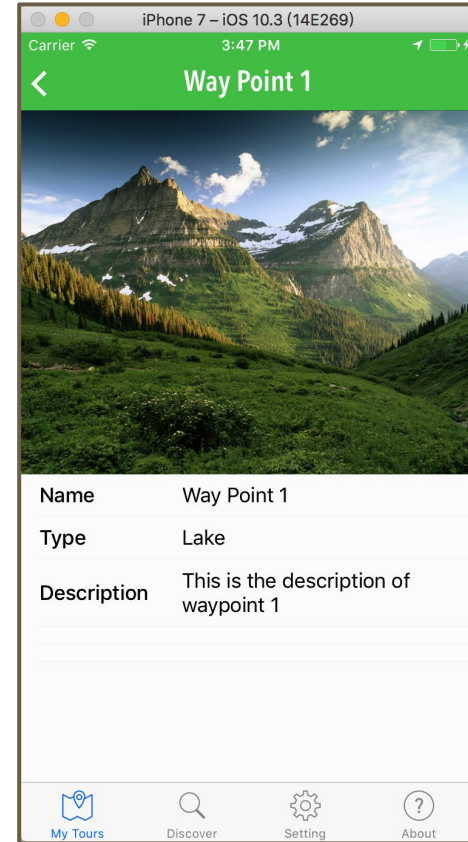 iPhone 7 – iOS 10.3 (14E269)
Carrier 3:47 PM
Way Point 1
Name Way Point 1
Type Lake
Description This is the description of
waypoint 1
My Tours Discover Setting About